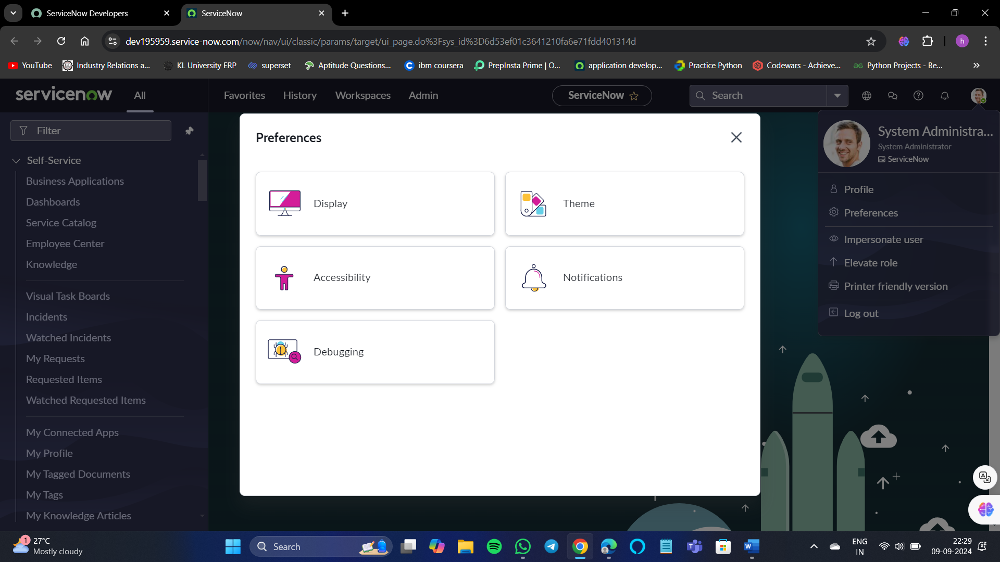 ServiceNow Developers
ServiceNow
dev195959.service-now.com/now/nav/ui/classic/params/target/ui_page.do%3Fsys_id%3D6d53ef01c3641210fa6e71fdd401314d
h
YouTube
Industry Relations a...
KL University ERP
superset
Aptitude Questions...
ibm coursera
PrepInsta Prime | O...
application develop...
Practice Python
Codewars - Achieve...
Python Projects - Be...
servicenow
All
Favorites
History
Workspaces
Admin
ServiceNow
Search
Filter
Self-Service
Business Applications
Dashboards
Service Catalog
Employee Center
Knowledge
Visual Task Boards
Incidents
Watched Incidents
My Requests
Requested Items
Watched Requested Items
My Connected Apps
My Profile
My Tagged Documents
My Tags
My Knowledge Articles
Preferences
Display
Theme
Accessibility
Notifications
Debugging
System Administra...
System Administrator
ServiceNow
Profile
Preferences
Impersonate user
Elevate role
Printer friendly version
Log out
1
27°C
Mostly cloudy
Search
ENG
IN
22:29
09-09-2024